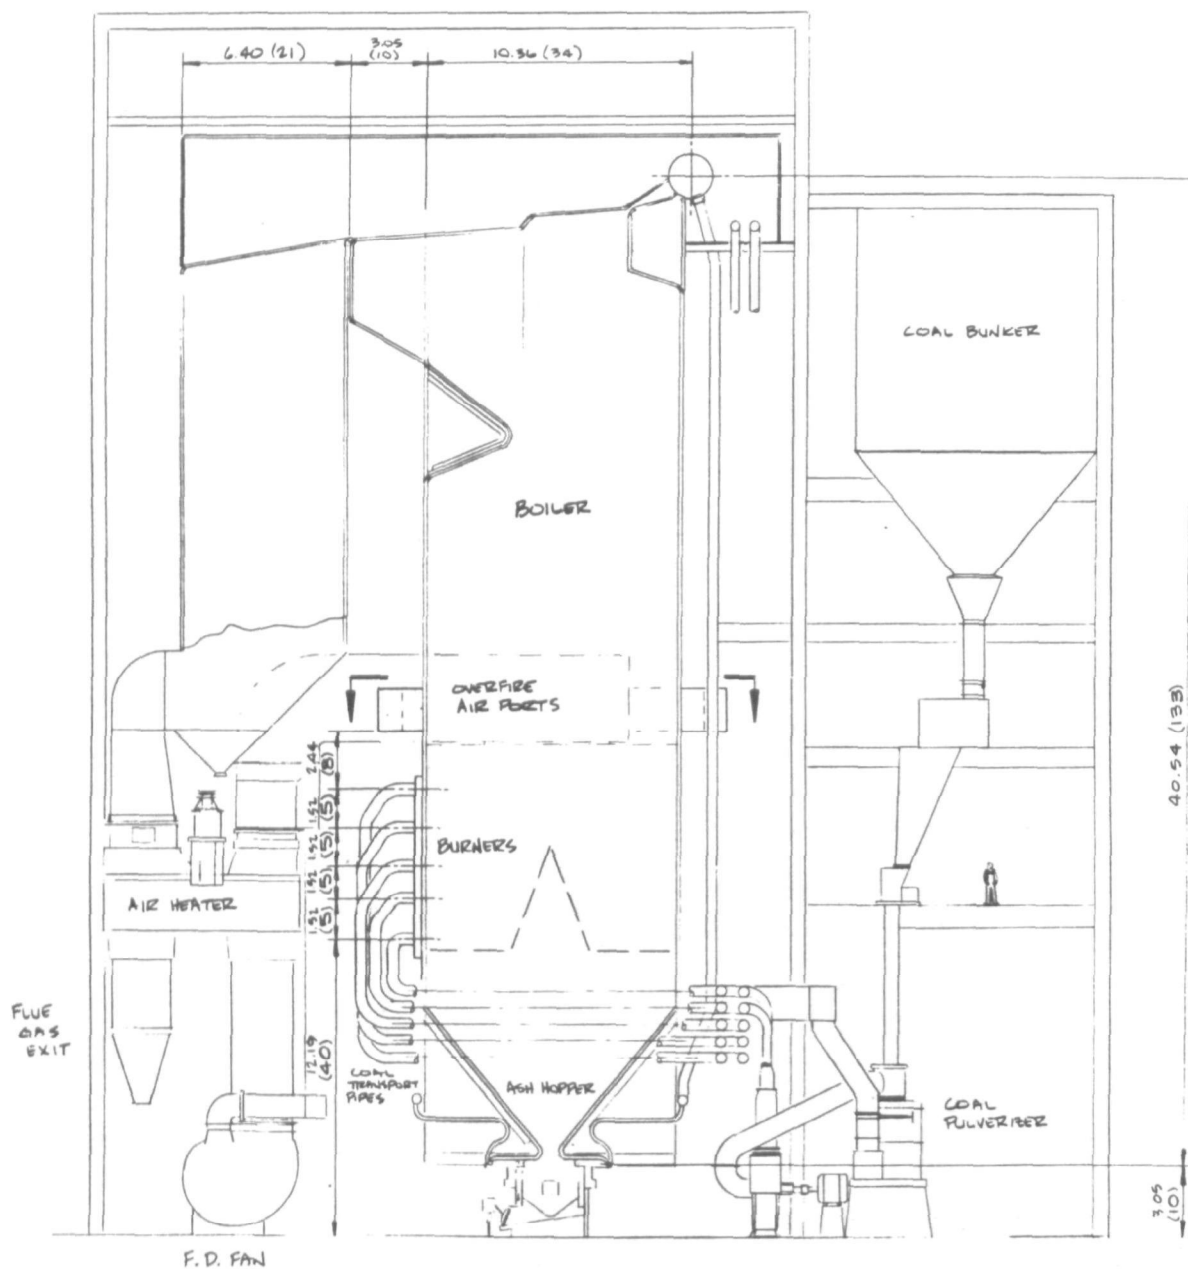 6.40 (21)
3.05
(10)
10.36 (34)
COAL BUNKER
BOILER
OVERFIRE
AIR PORTS
40.54 (133)
2.44
(8)
1.52
(5)
1.52
(5)
1.52
(5)
1.52
(5)
BURNERS
AIR HEATER
FLUE
GAS
EXIT
12.19
(40)
COAL
TRANSPORT
PIPES
ASH HOPPER
COAL
PULVERIZER
3.05
(10)
F.D. FAN